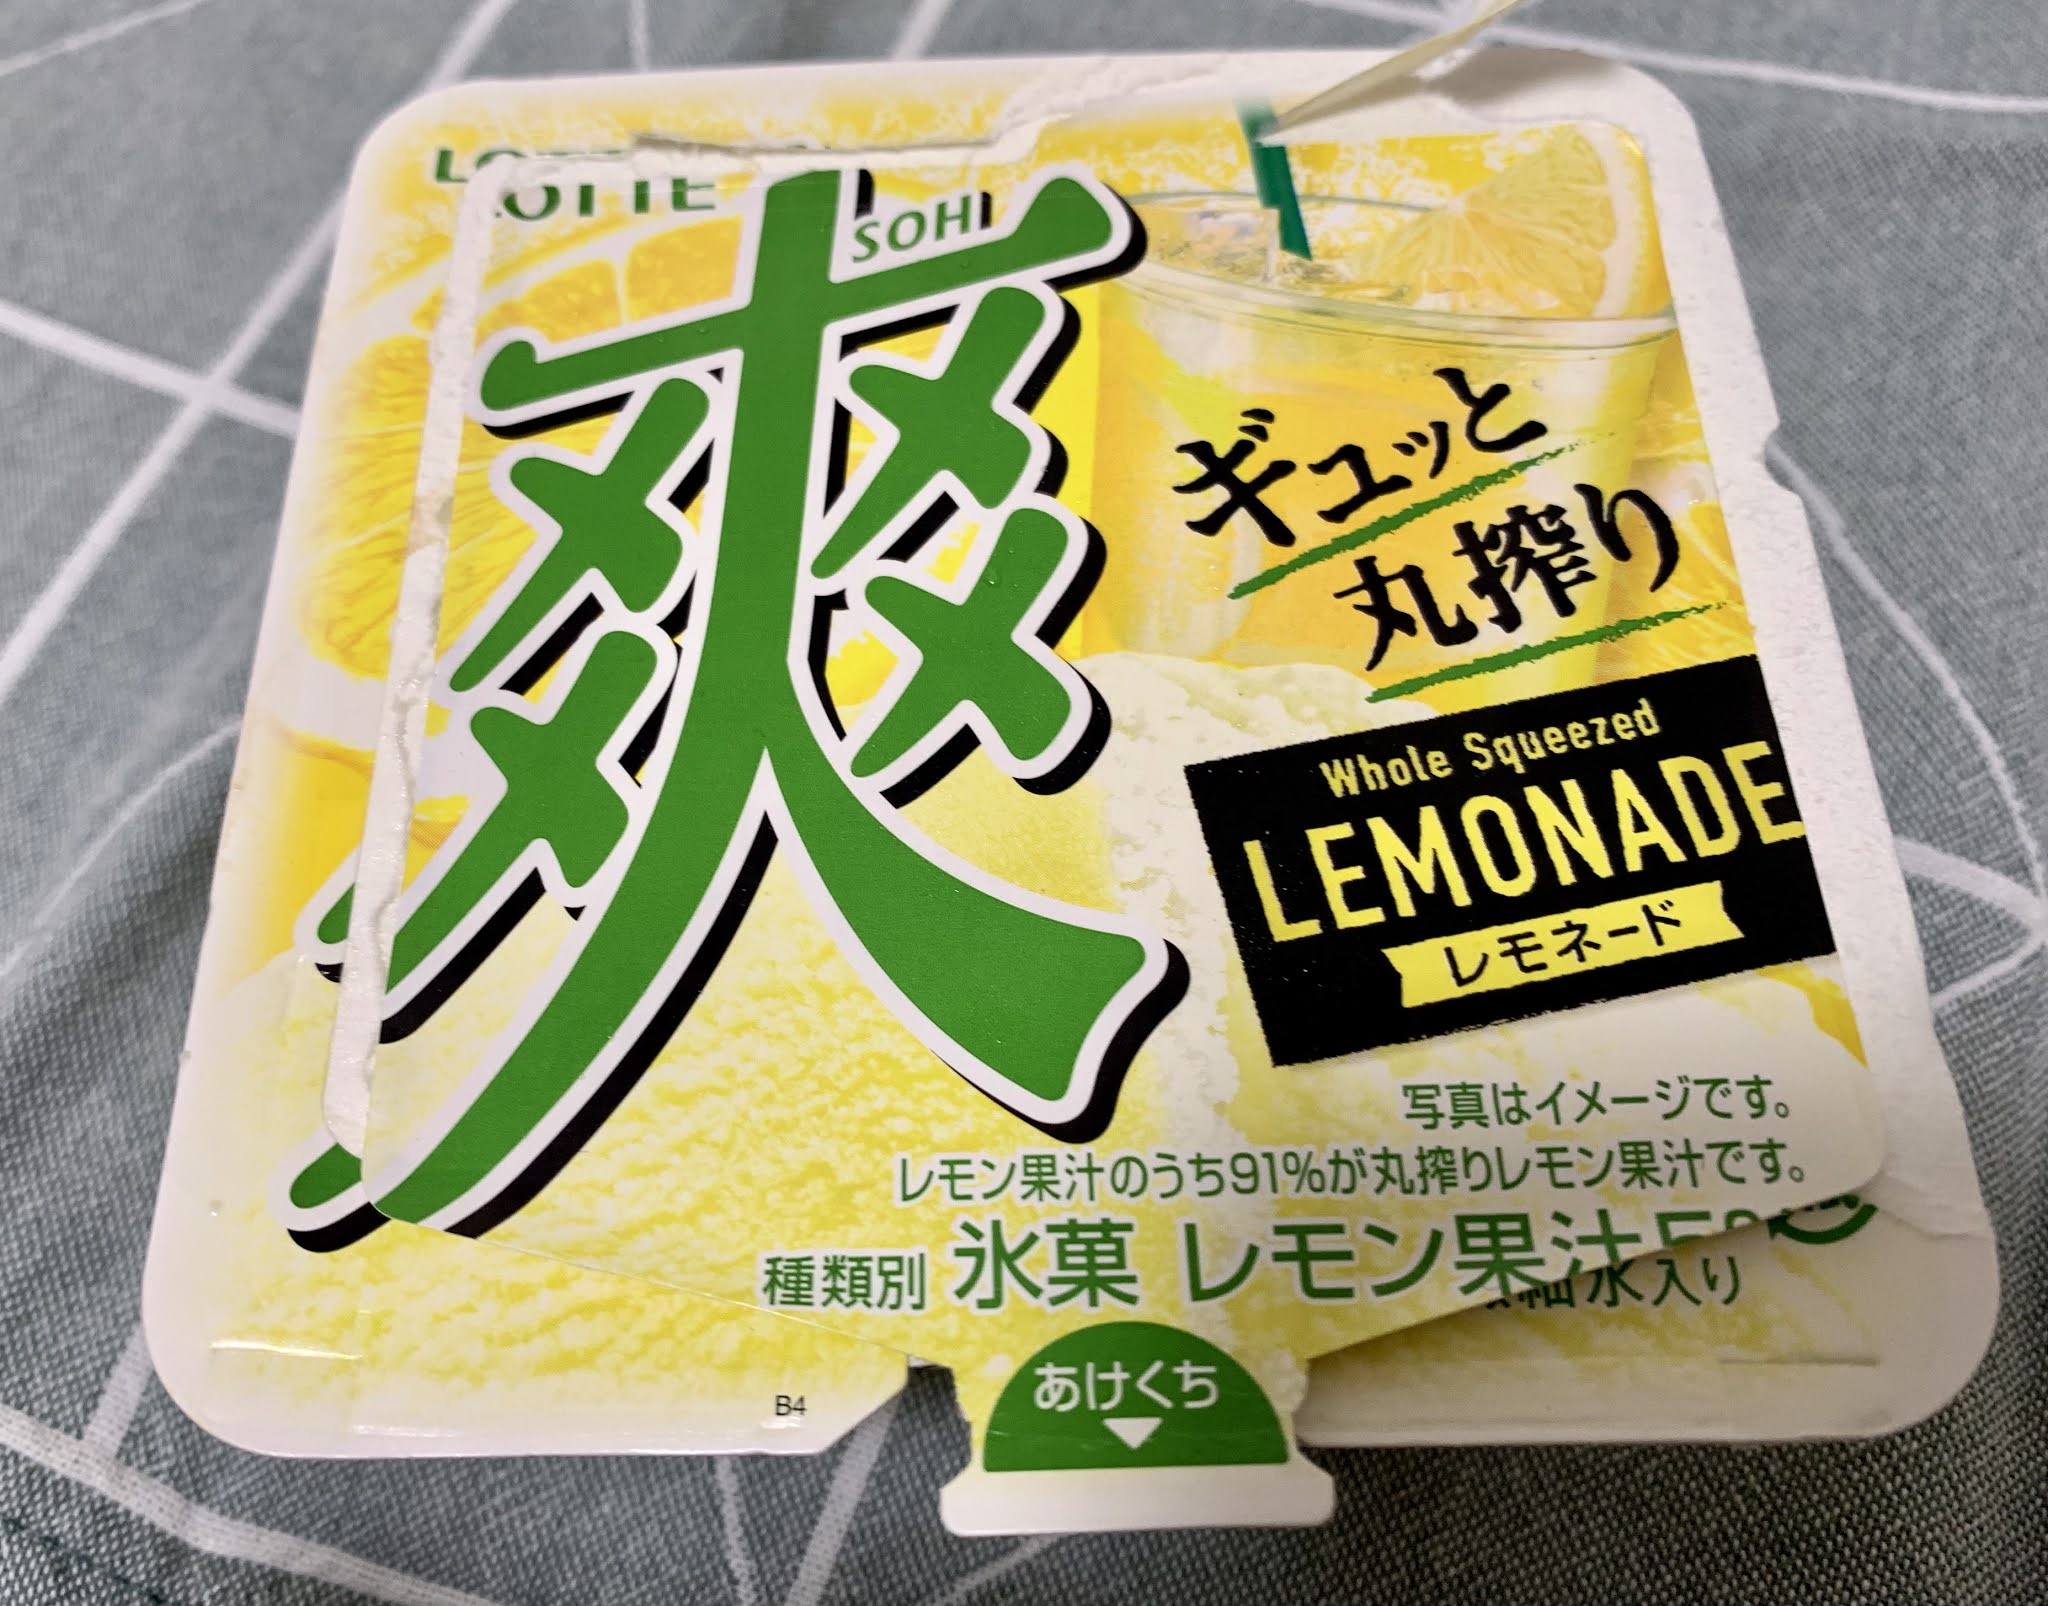 LOTTE
爽
SOHI
ギュッと
丸搾り
Whole Squeezed
LEMONADE
レモネード
写真はイメージです。
レモン果汁のうち91%が丸搾りレモン果汁です。
種類別 氷菓 レモン果汁
氷入り
あけくち
B4